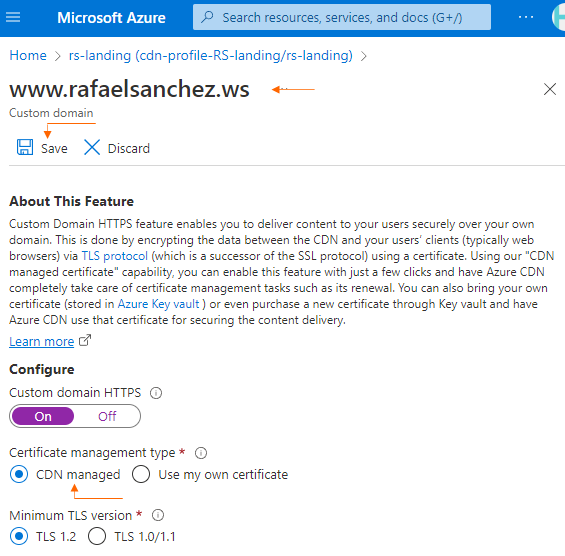 Microsoft Azure
Search resources, services, and docs (G+/)
Home > rs-landing (cdn-profile-RS-landing/rs-landing) >
www.rafaelsanchez.ws
Custom domain
Save Discard
About This Feature
Custom Domain HTTPS feature enables you to deliver content to your users securely over your own
domain. This is done by encrypting the data between the CDN and your users' clients (typically web
browsers) via TLS protocol (which is a successor of the SSL protocol) using a certificate. Using our "CDN
managed certificate" capability, you can enable this feature with just a few clicks and have Azure CDN
completely take care of certificate management tasks such as its renewal. You can also bring your own
certificate (stored in Azure Key vault ) or even purchase a new certificate through Key vault and have
Azure CDN use that certificate for securing the content delivery.
Learn more
Configure
Custom domain HTTPS
On Off
Certificate management type *
CDN managed Use my own certificate
Minimum TLS version *
TLS 1.2 TLS 1.0/1.1